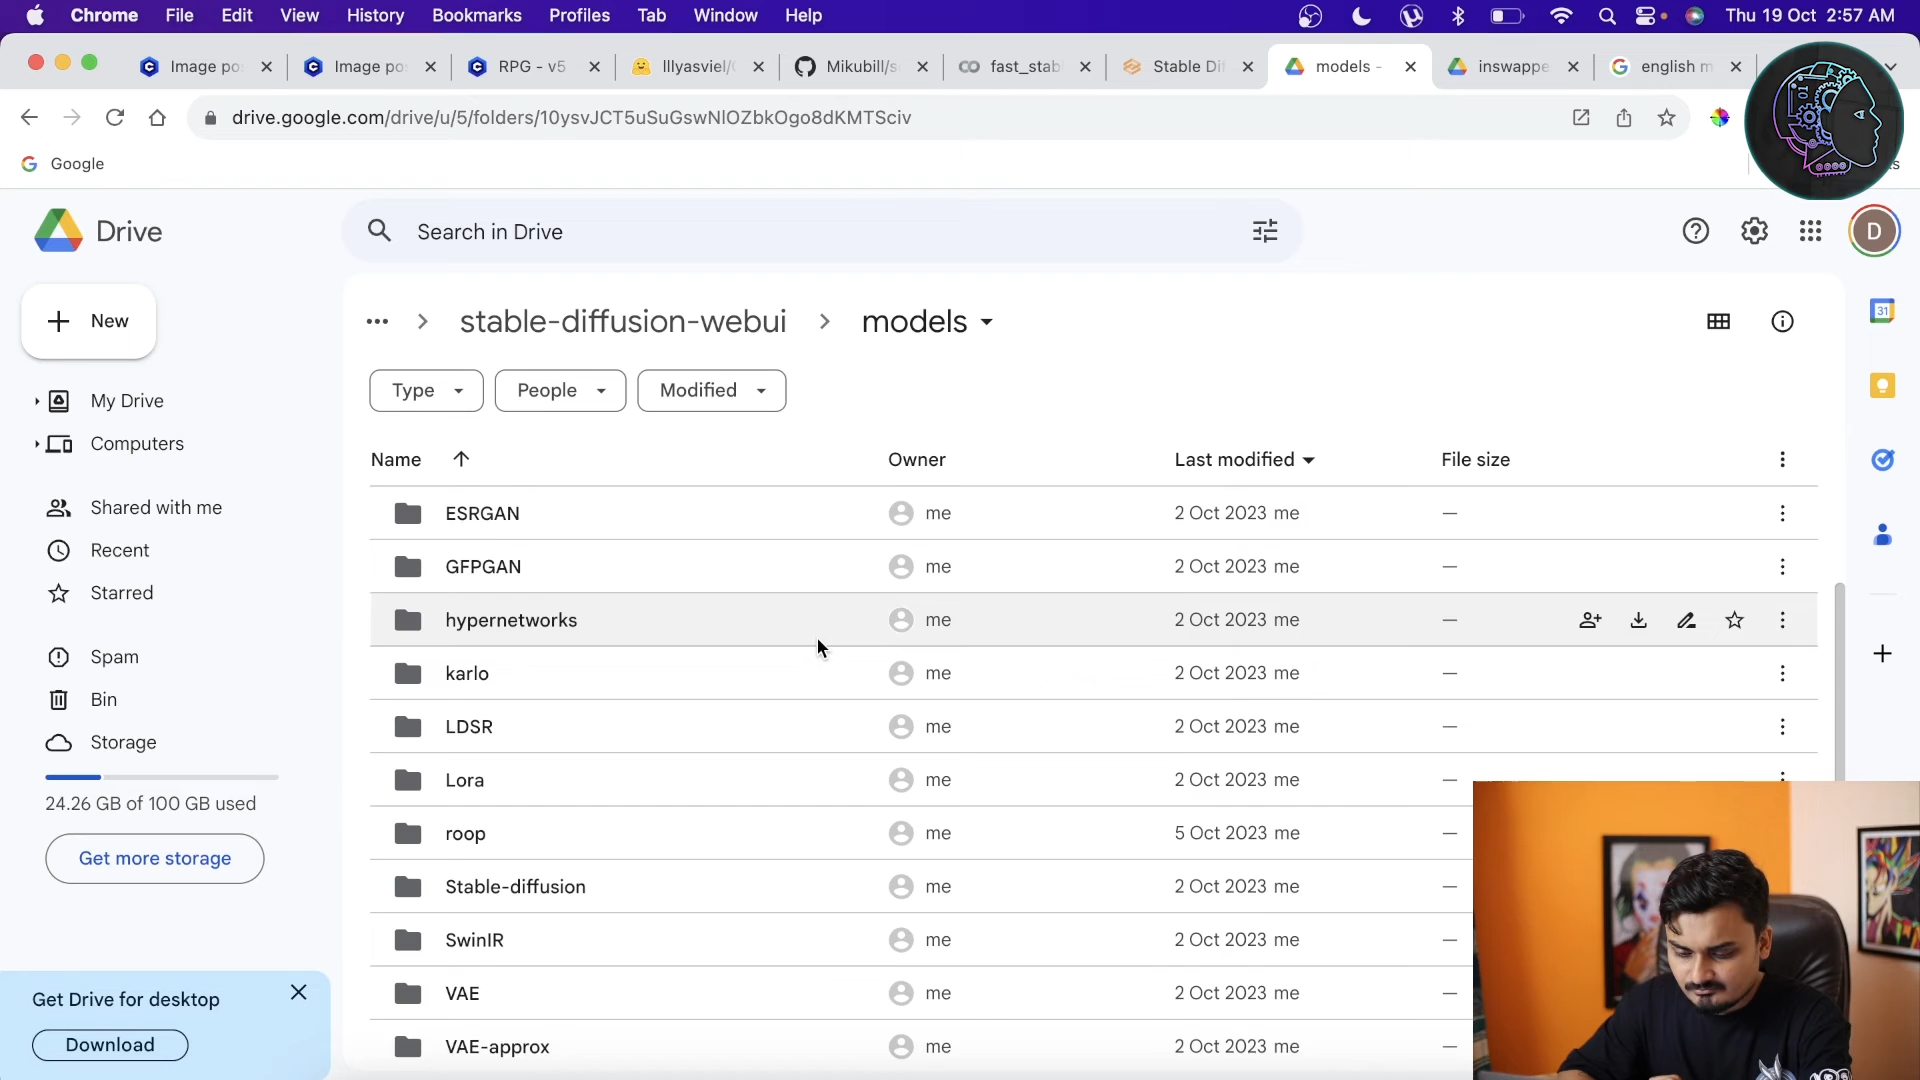 Chrome File Edit View History Bookmarks Profiles Tab Window Help Thu 19 Oct 2:57 AM
Image po Image po RPG - v5 Illyasviel/ Mikubill/s fast_stab Stable Di models - inswappe english m
drive.google.com/drive/u/5/folders/10ysvJCT5uSuGswNlOZbkOgo8dKMTSciv
Google
Drive
Search in Drive
D
New
stable-diffusion-webui > models
31
Type People Modified
My Drive
Computers
Name Owner Last modified File size
Shared with me
Recent
Starred
Spam
Bin
Storage
24.26 GB of 100 GB used
Get more storage
ESRGAN me 2 Oct 2023 me —
GFPGAN me 2 Oct 2023 me —
hypernetworks me 2 Oct 2023 me —
karlo me 2 Oct 2023 me —
LDSR me 2 Oct 2023 me —
Lora me 2 Oct 2023 me —
roop me 5 Oct 2023 me —
Stable-diffusion me 2 Oct 2023 me —
SwinIR me 2 Oct 2023 me —
VAE me 2 Oct 2023 me —
VAE-approx me 2 Oct 2023 me —
Get Drive for desktop
Download